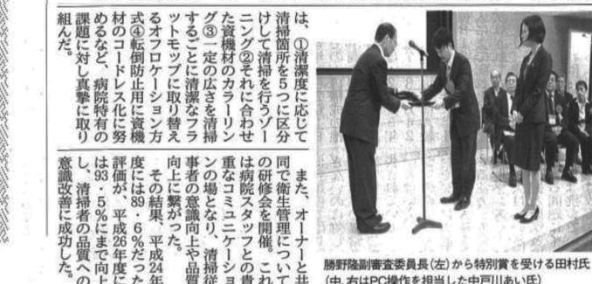 は、①清潔度に応じて
清掃箇所を5つに区分
けして清掃を行うゾー
ニング②それに合わせ
た資機材のカラーリン
グ③一定の広さを清掃
するごとに清潔なフラ
ットモップに取り替え
るオフロケーション方
式④転倒防止用に資機
材のコードレス化に努
めるなど、病院特有の
課題に対し真摯に取り
組んだ。
また、オーナーと共
同で衛生管理について
の研修会を開催。これ
は病院スタッフとの貴
重なコミュニケーショ
ンの場となり、清掃従
事者の意識向上や品質
向上に繋がった。
その結果、平成24年
度には89・6%だった
評価が、平成26年度に
は93・5%にまで向上
し、清掃者の品質への
意識改善に成功した。
勝野隆副審査委員長(左)から特別賞を受ける田村氏
(中、右はPC操作を担当した中戸川あい氏)